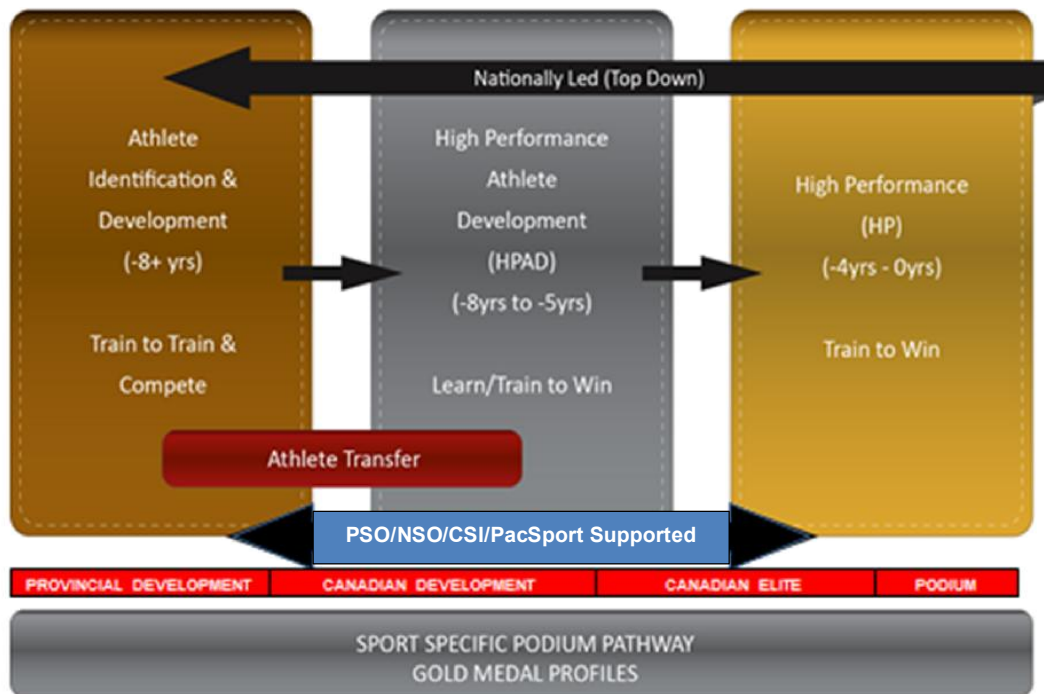 Nationally Led (Top Down)
Athlete
Identification &
Development
(-8+ yrs)
Train to Train &
Compete
High Performance
Athlete
Development
(HPAD)
(-8yrs to -5yrs)
Learn/Train to Win
High Performance
(HP)
(-4yrs - 0yrs)
Train to Win
Athlete Transfer
PSO/NSO/CSI/PacSport Supported
PROVINCIAL DEVELOPMENT
CANADIAN DEVELOPMENT
CANADIAN ELITE
PODIUM
SPORT SPECIFIC PODIUM PATHWAY
GOLD MEDAL PROFILES